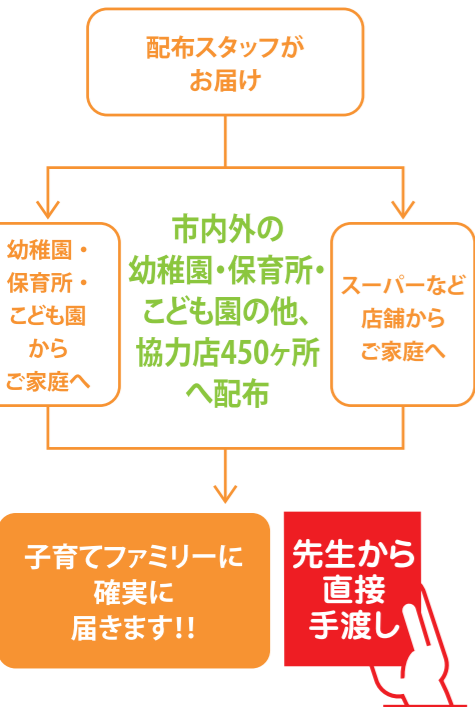 配布スタッフが
お届け
幼稚園・
保育所・
こども園
から
ご家庭へ
市内外の
幼稚園・保育所・
こども園の他、
協力店450ヶ所
へ配布
スーパーなど
店舗から
ご家庭へ
子育てファミリーに
確実に
届きます!!
先生から
直接
手渡し